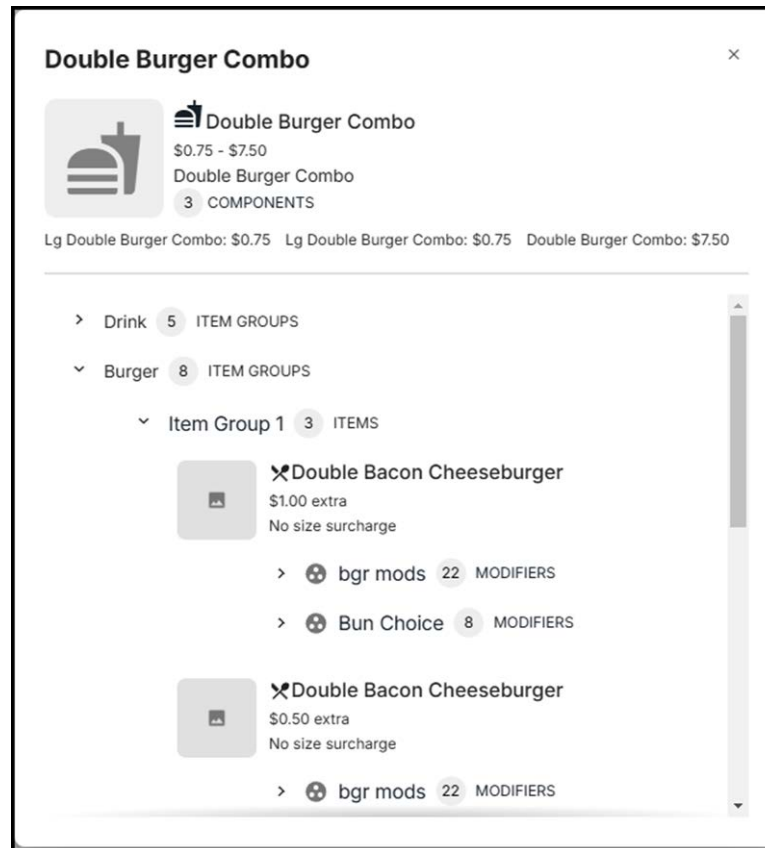 Double Burger Combo
Double Burger Combo
$0.75 - $7.50
Double Burger Combo
3 COMPONENTS
Lg Double Burger Combo: $0.75 Lg Double Burger Combo: $0.75 Double Burger Combo: $7.50
Drink 5 ITEM GROUPS
Burger 8 ITEM GROUPS
Item Group 1 3 ITEMS
Double Bacon Cheeseburger
$1.00 extra
No size surcharge
bgr mods 22 MODIFIERS
Bun Choice 8 MODIFIERS
Double Bacon Cheeseburger
$0.50 extra
No size surcharge
bgr mods 22 MODIFIERS